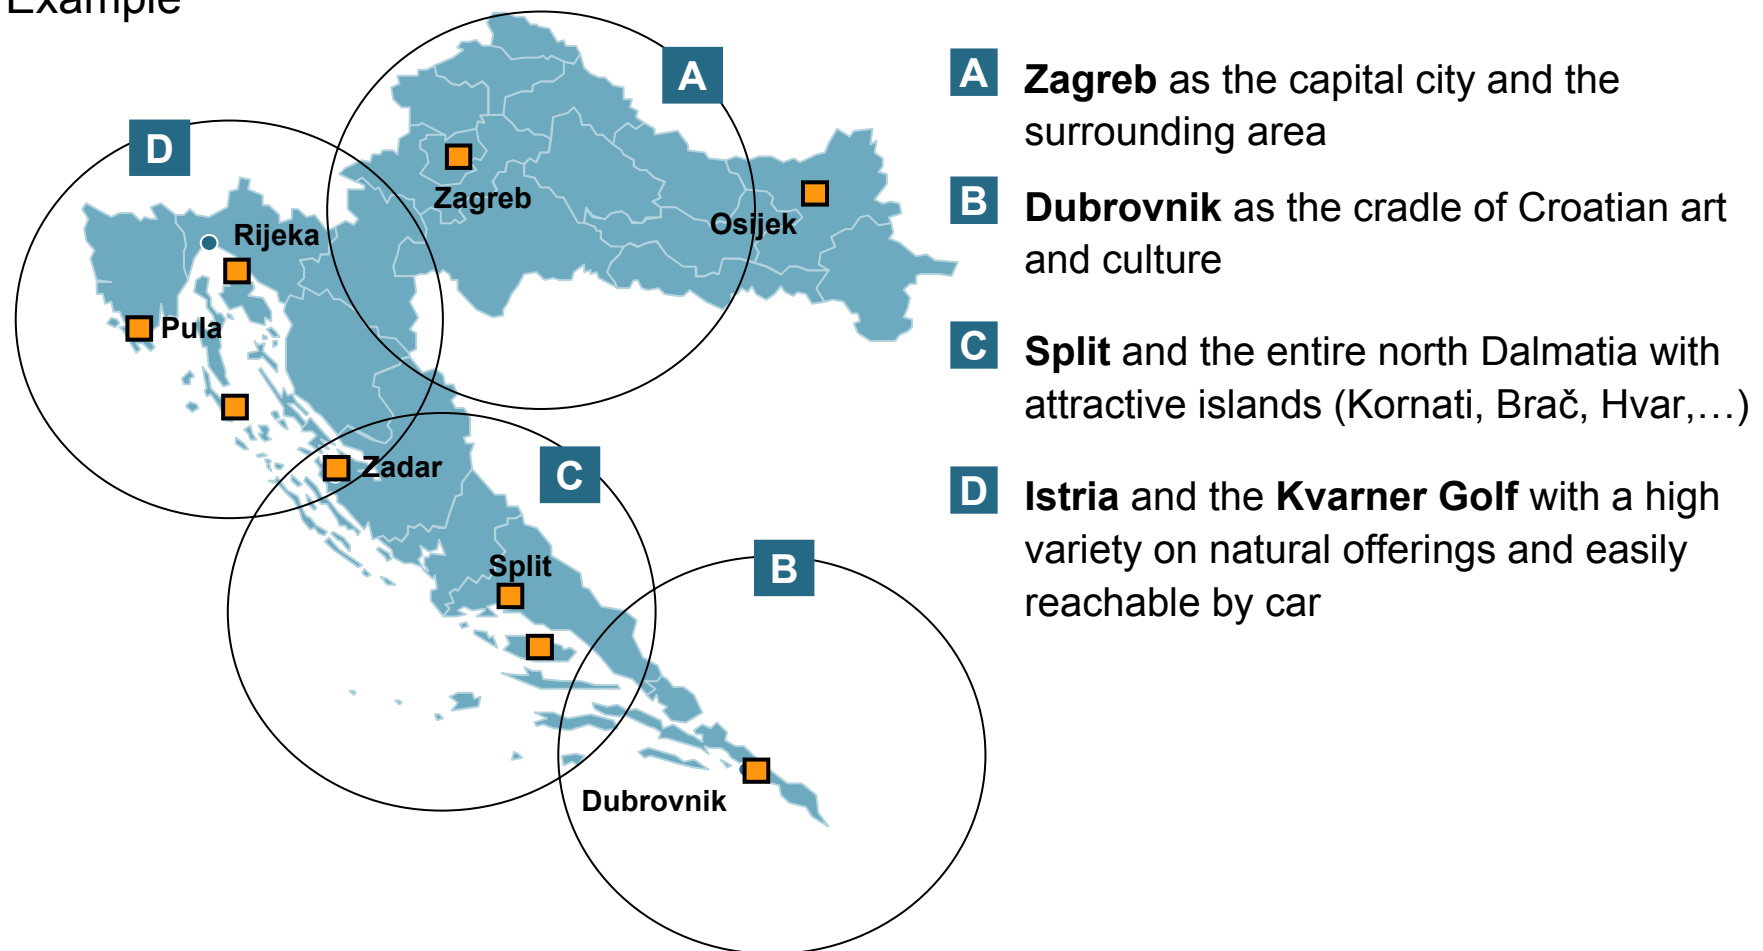 Example
A
D
Zagreb
Osijek
Rijeka
Pula
Zadar
C
Split
B
Dubrovnik
A Zagreb as the capital city and the
surrounding area
B Dubrovnik as the cradle of Croatian art
and culture
C Split and the entire north Dalmatia with
attractive islands (Kornati, Brač, Hvar,…)
D Istria and the Kvarner Golf with a high
variety on natural offerings and easily
reachable by car